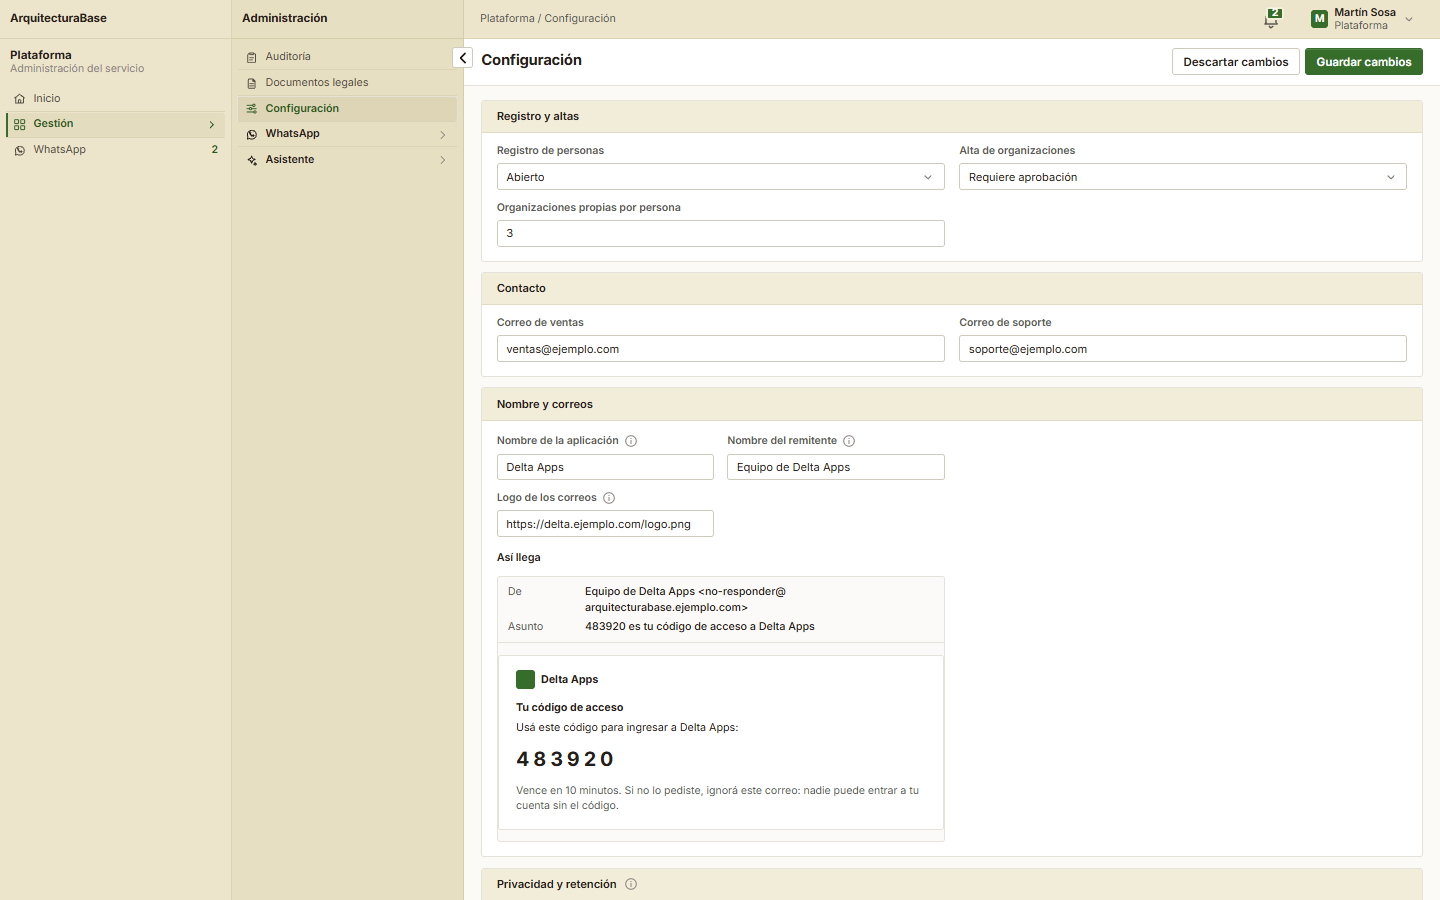 ArquitecturaBase
Plataforma
Administración del servicio
Inicio
Gestión
WhatsApp 2
Administración
Auditoría
Documentos legales
Configuración
WhatsApp
Asistente
Plataforma / Configuración
2
M
Martín Sosa
Plataforma
Configuración
Descartar cambios
Guardar cambios
Registro y altas
Registro de personas
Abierto
Alta de organizaciones
Requiere aprobación
Organizaciones propias por persona
3
Contacto
Correo de ventas
ventas@ejemplo.com
Correo de soporte
soporte@ejemplo.com
Nombre y correos
Nombre de la aplicación
Delta Apps
Nombre del remitente
Equipo de Delta Apps
Logo de los correos
https://delta.ejemplo.com/logo.png
Así llega
De Equipo de Delta Apps <no-responder@
arquitecturabase.ejemplo.com>
Asunto 483920 es tu código de acceso a Delta Apps
Delta Apps
Tu código de acceso
Usá este código para ingresar a Delta Apps:
483920
Vence en 10 minutos. Si no lo pediste, ignorá este correo: nadie puede entrar a tu
cuenta sin el código.
Privacidad y retención